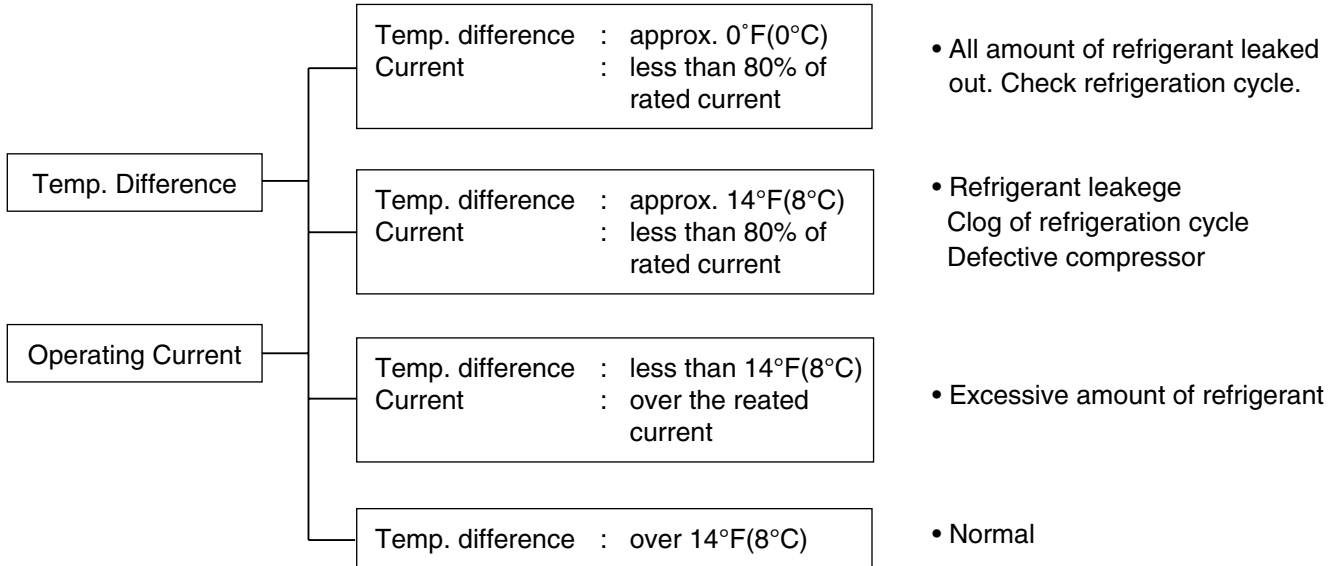 Temp. difference : approx. 0˚F(0°C)
Current : less than 80% of
rated current
• All amount of refrigerant leaked
out. Check refrigeration cycle.
Temp. Difference
Temp. difference : approx. 14°F(8°C)
Current : less than 80% of
rated current
• Refrigerant leakege
Clog of refrigeration cycle
Defective compressor
Operating Current
Temp. difference : less than 14°F(8°C)
Current : over the reated
current
• Excessive amount of refrigerant
Temp. difference : over 14°F(8°C)
• Normal